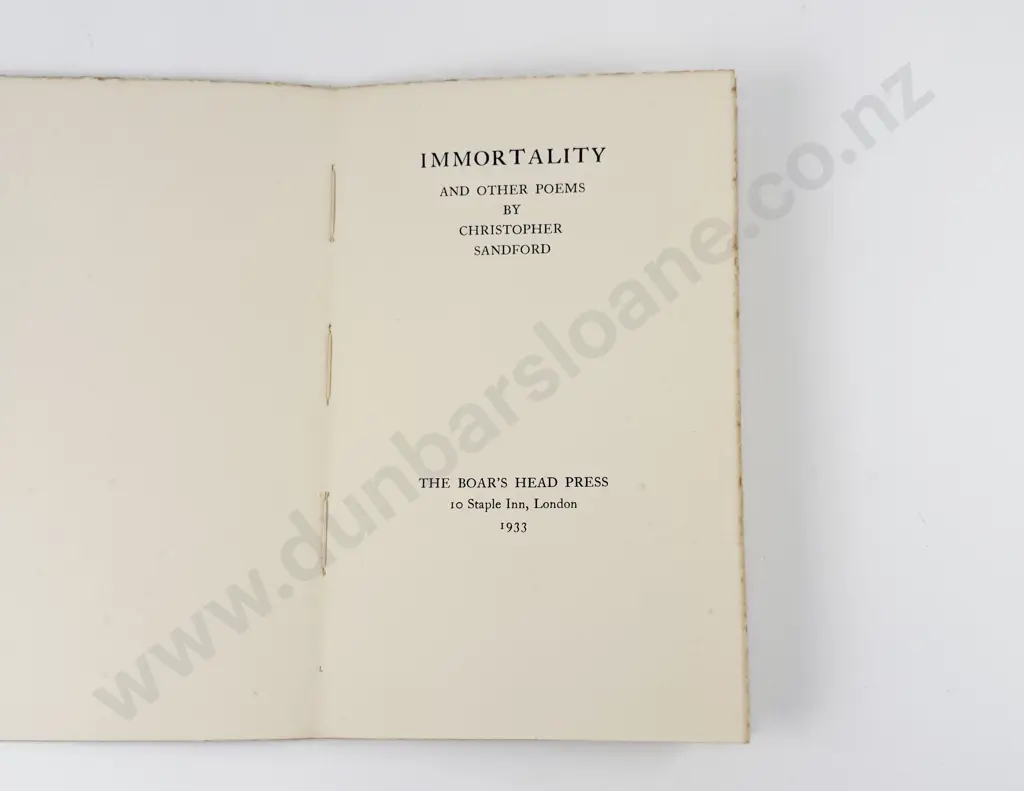 IMMORTALITY
AND OTHER POEMS
BY
CHRISTOPHER
SANDFORD
THE BOAR'S HEAD PRESS
10 Staple Inn, London
1933
www.dunbarsloane.co.nz